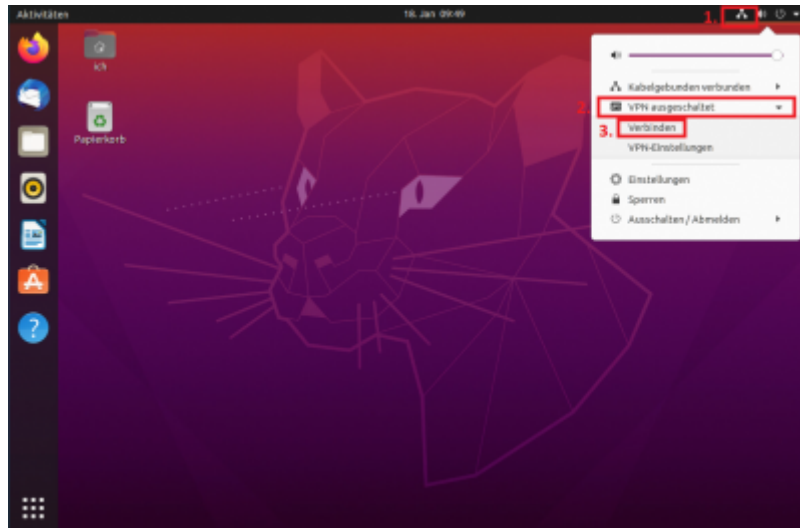 Aktivitäten
18. Jan 09:49
1.
ich
Papierkorb
Kabelgebunden verbunden
2. VPN ausgeschaltet
3. Verbinden
VPN-Einstellungen
Einstellungen
Sperren
Ausschalten / Abmelden